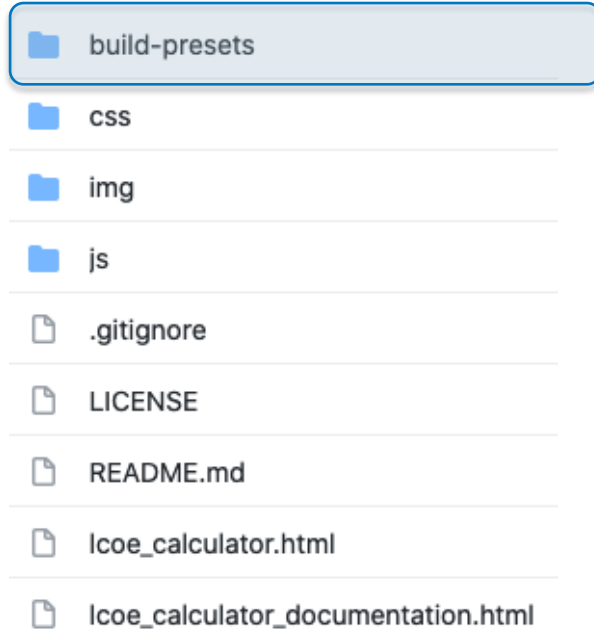 build-presets
css
img
js
.gitignore
LICENSE
README.md
lcoe_calculator.html
lcoe_calculator_documentation.html